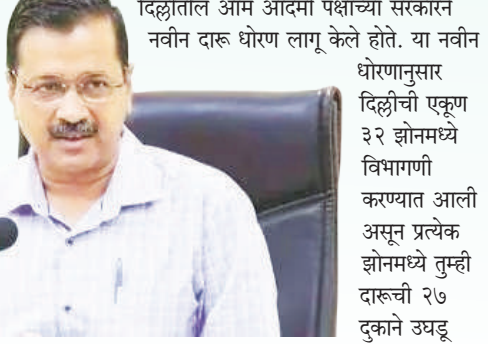 दिल्लीतील आम आदमी पक्षाच्या सरकारने
नवीन दारू धोरण लागू केले होते. या नवीन
धोरणानुसार
दिल्लीची एकूण
३२ झोनमध्ये
विभागणी
करण्यात आली
असून प्रत्येक
झोनमध्ये तुम्ही
दारूची २७
दुकाने उघडू